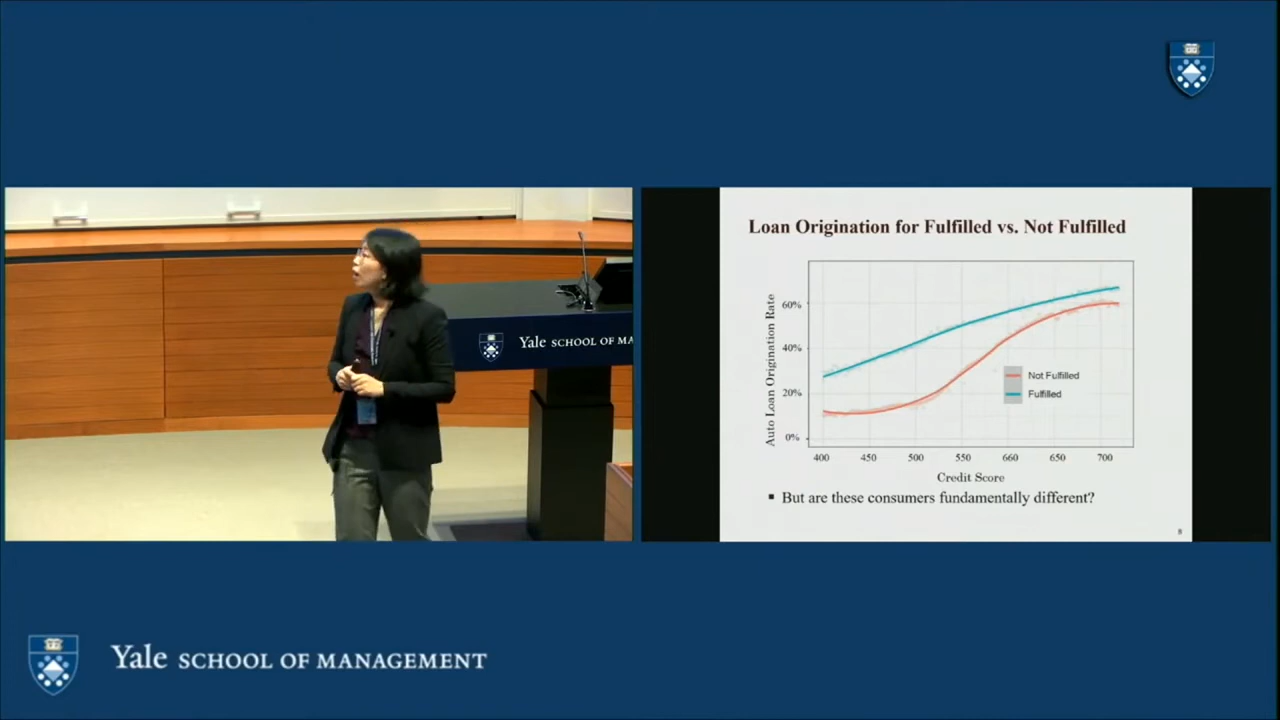 Yale SCHOOL OF MA
Loan Origination for Fulfilled vs. Not Fulfilled
Auto Loan Origination Rate
60%
40%
20%
0%
Not Fulfilled
Fulfilled
400 450 500 550 660 650 700
Credit Score
▪ But are these consumers fundamentally different?
8
Yale SCHOOL OF MANAGEMENT